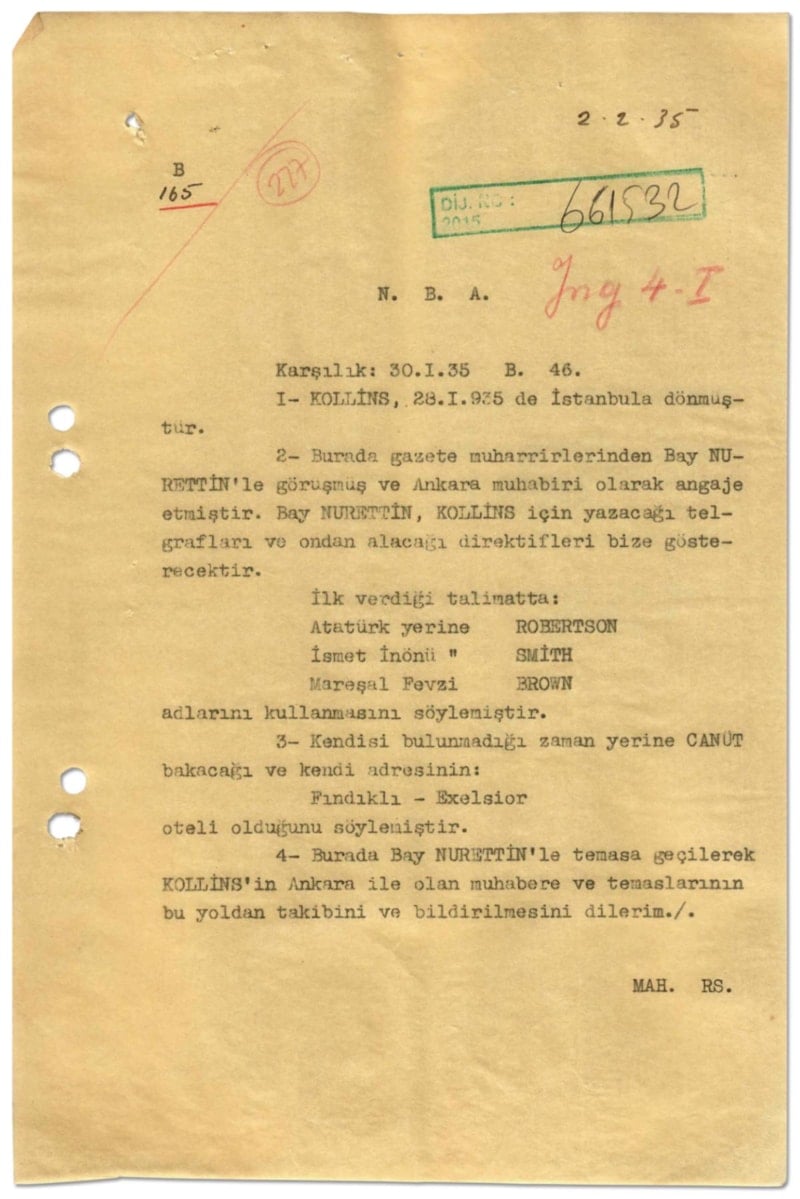 2.2.35
B
165
227
DİJ. NO :
2015
661532
N. B. A.
İng 4-I
Karşılık: 30.I.35 B. 46.
I- KOLLİNS, 28.I.935 de İstanbula dönmüş-
tür.
2- Burada gazete muharrirlerinden Bay NU-
RETTİN'le görüşmüş ve Ankara muhabiri olarak angaje
etmiştir. Bay NURETTİN, KOLLİNS için yazacağı tel-
grafları ve ondan alacağı direktifleri bize göste-
recektir.
İlk verdiği talimatta:
Atatürk yerine ROBERTSON
İsmet İnönü " SMİTH
Mareşal Fevzi BROWN
adlarını kullanmasını söylemiştir.
3- Kendisi bulunmadığı zaman yerine CANÜT
bakacağı ve kendi adresinin:
Fındıklı - Exelsior
oteli olduğunu söylemiştir.
4- Burada Bay NURETTİN'le temasa geçilerek
KOLLİNS'in Ankara ile olan muhabere ve temaslarının
bu yoldan takibini ve bildirilmesini dilerim./.
MAH. RS.